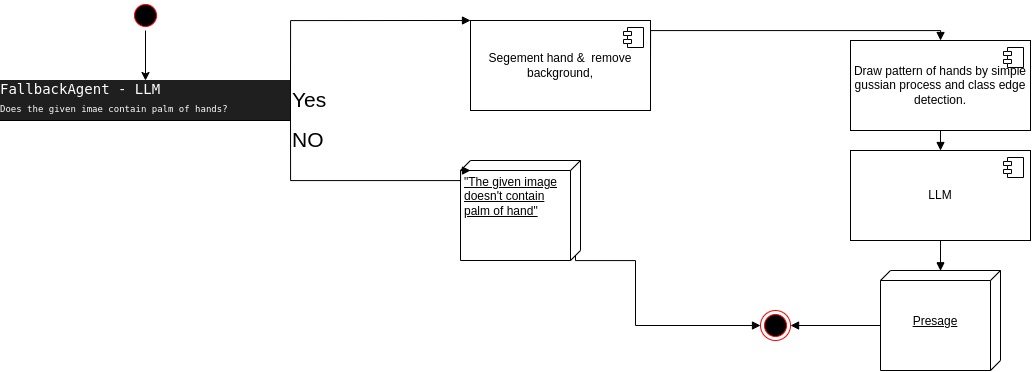 FallbackAgent - LLM
Does the given imae contain palm of hands?
Yes
NO
Segement hand &  remove
background,
Draw pattern of hands by simple
gussian process and class edge
detection.
LLM
"The given image
doesn't contain
palm of hand"
Presage